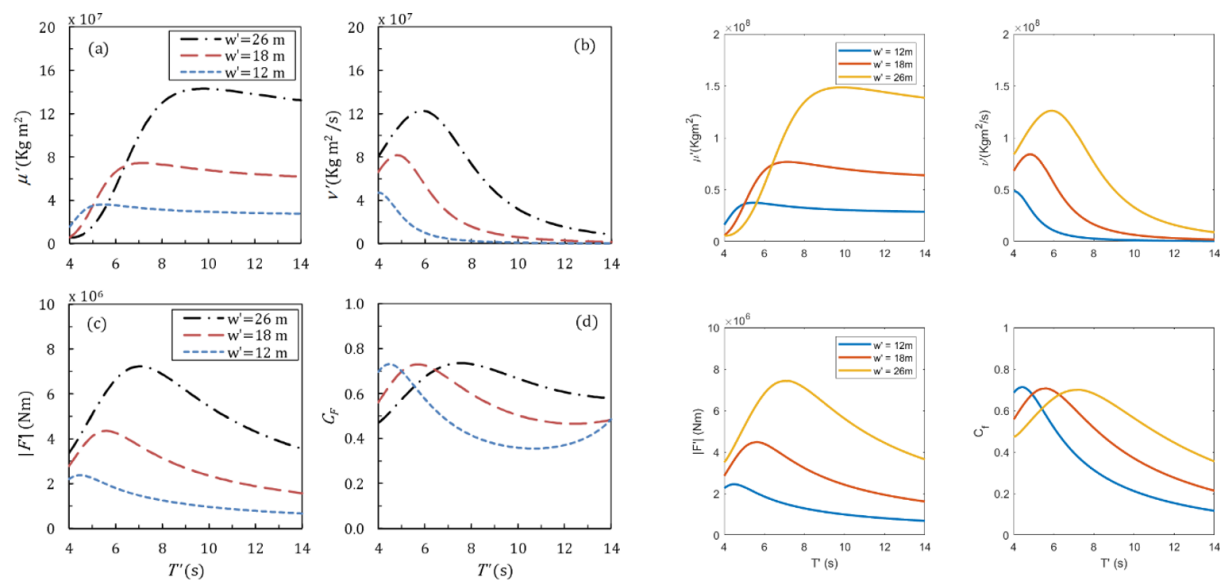 x 10⁷
20
16
12
8
4
0
μ′(Kg m²)
(a)
w'=26 m
w'=18 m
w'=12 m
4 6 8 10 12 14
x 10⁷
20
16
12
8
4
0
ν′(Kg m²/s)
(b)
4 6 8 10 12 14
x 10⁶
10
8
6
4
2
0
|F′| (Nm)
(c)
w'=26 m
w'=18 m
w'=12 m
4 6 8 10 12 14
T′(s)
1.0
0.8
0.6
0.4
0.2
0.0
C_F
(d)
4 6 8 10 12 14
T′(s)
×10⁸
2
1.5
1
0.5
0
μ′(Kgm²)
w' = 12m
w' = 18m
w' = 26m
4 6 8 10 12 14
×10⁸
2
1.5
1
0.5
0
ν′(Kgm²/s)
4 6 8 10 12 14
×10⁶
10
8
6
4
2
0
|F'| (Nm)
w' = 12m
w' = 18m
w' = 26m
4 6 8 10 12 14
T' (s)
1
0.8
0.6
0.4
0.2
0
C_f
4 6 8 10 12 14
T' (s)